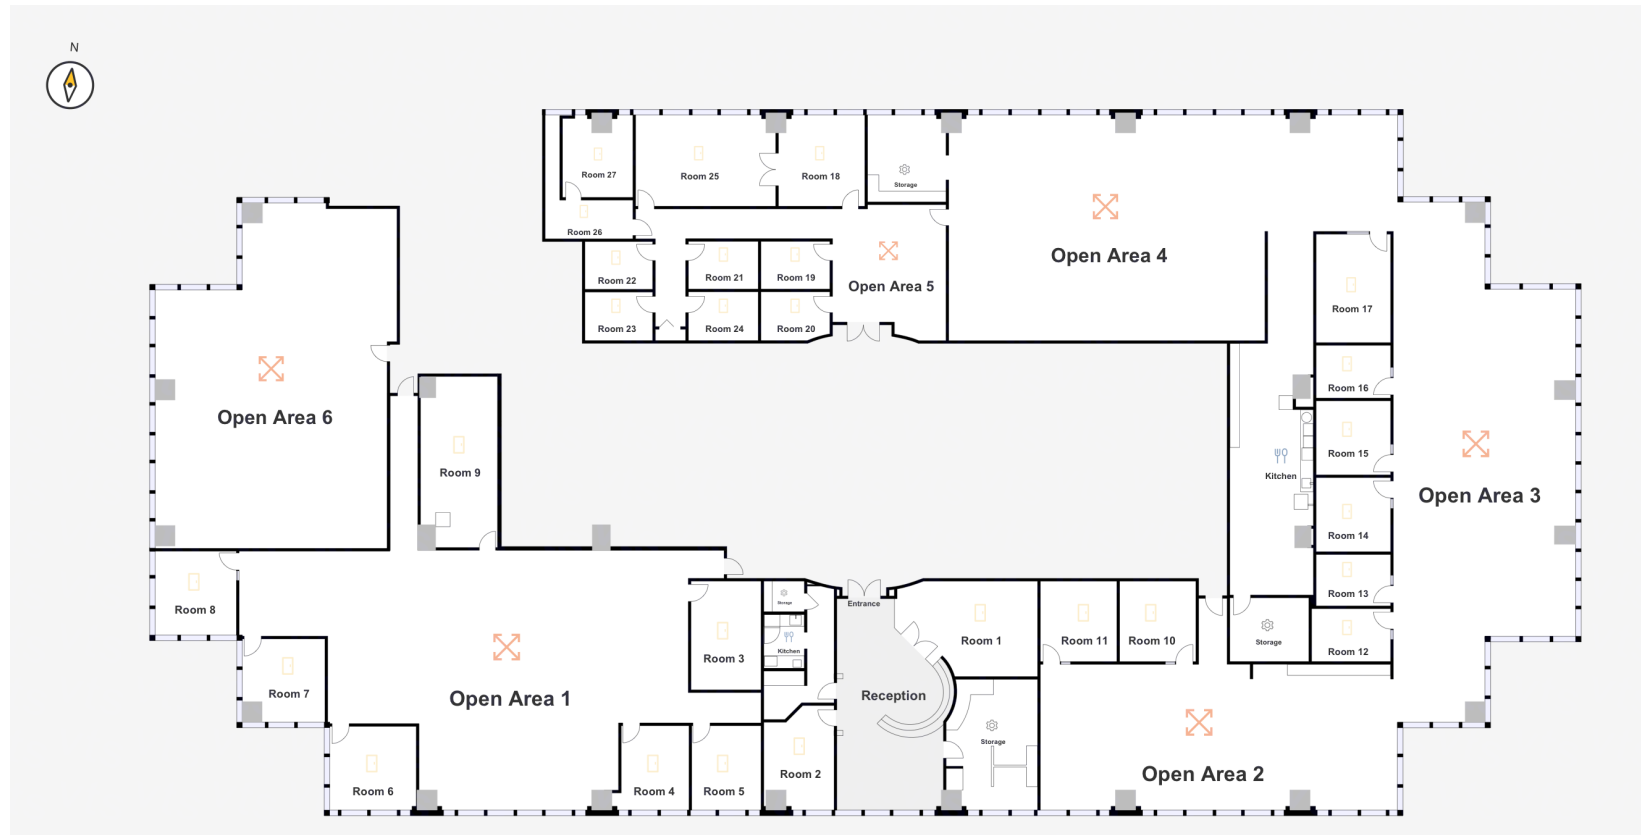 N
Room 27
Room 25
Room 18
Storage
Room 26
Open Area 4
Room 22
Room 21
Room 19
Open Area 5
Room 23
Room 24
Room 20
Room 17
Room 16
Open Area 6
Room 9
Room 15
Kitchen
Open Area 3
Room 14
Room 13
Room 8
Storage
Entrance
Room 1
Room 11
Room 10
Storage
Room 12
Kitchen
Room 3
Room 7
Open Area 1
Reception
Storage
Room 2
Open Area 2
Room 6
Room 4
Room 5